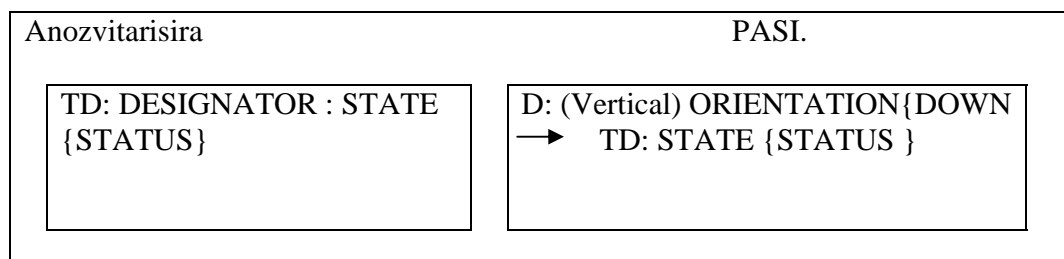 Anozvitarisira PASI.
TD: DESIGNATOR : STATE
{STATUS}
D: (Vertical) ORIENTATION{DOWN
→ TD: STATE {STATUS }